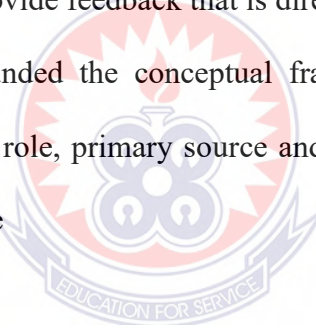 ovide feedback that is dire
nded the conceptual fra
role, primary source and
e
EDUCATION FOR SERVICE